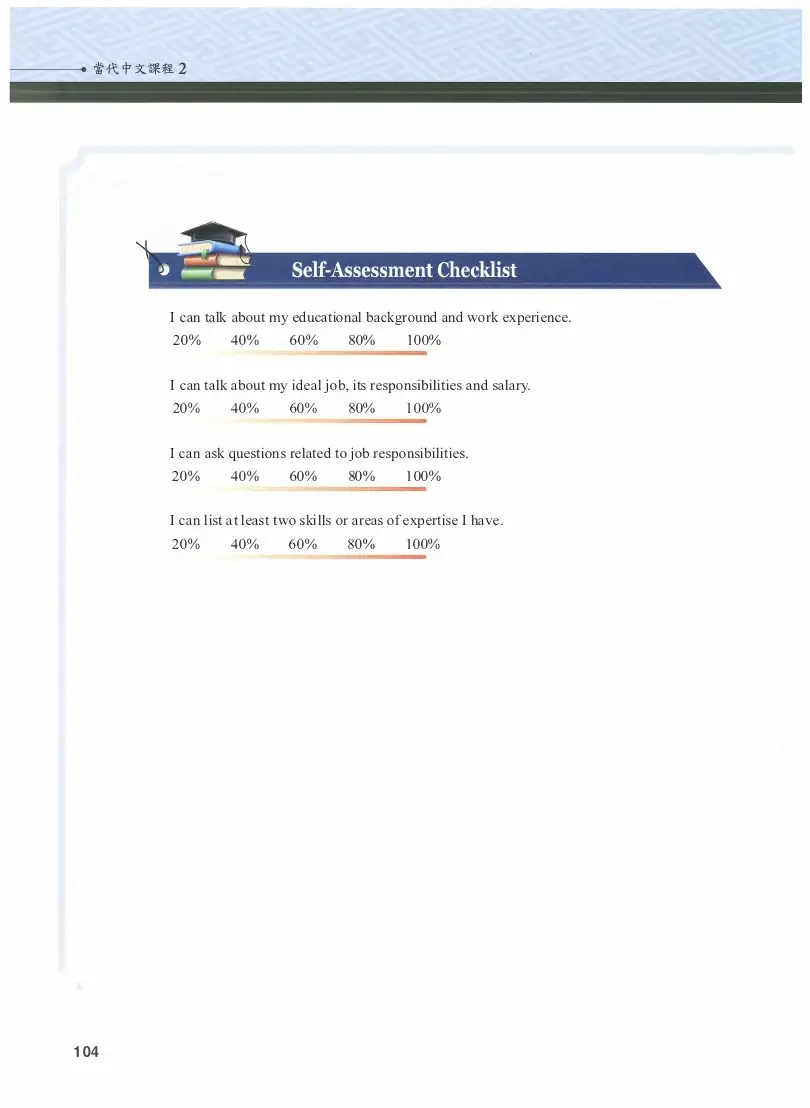 當代中文課程 2
Self-Assessment Checklist
I can talk about my educational background and work experience.
20% 40% 60% 80% 100%
I can talk about my ideal job, its responsibilities and salary.
20% 40% 60% 80% 100%
I can ask questions related to job responsibilities.
20% 40% 60% 80% 100%
I can list at least two skills or areas of expertise I have.
20% 40% 60% 80% 100%
104